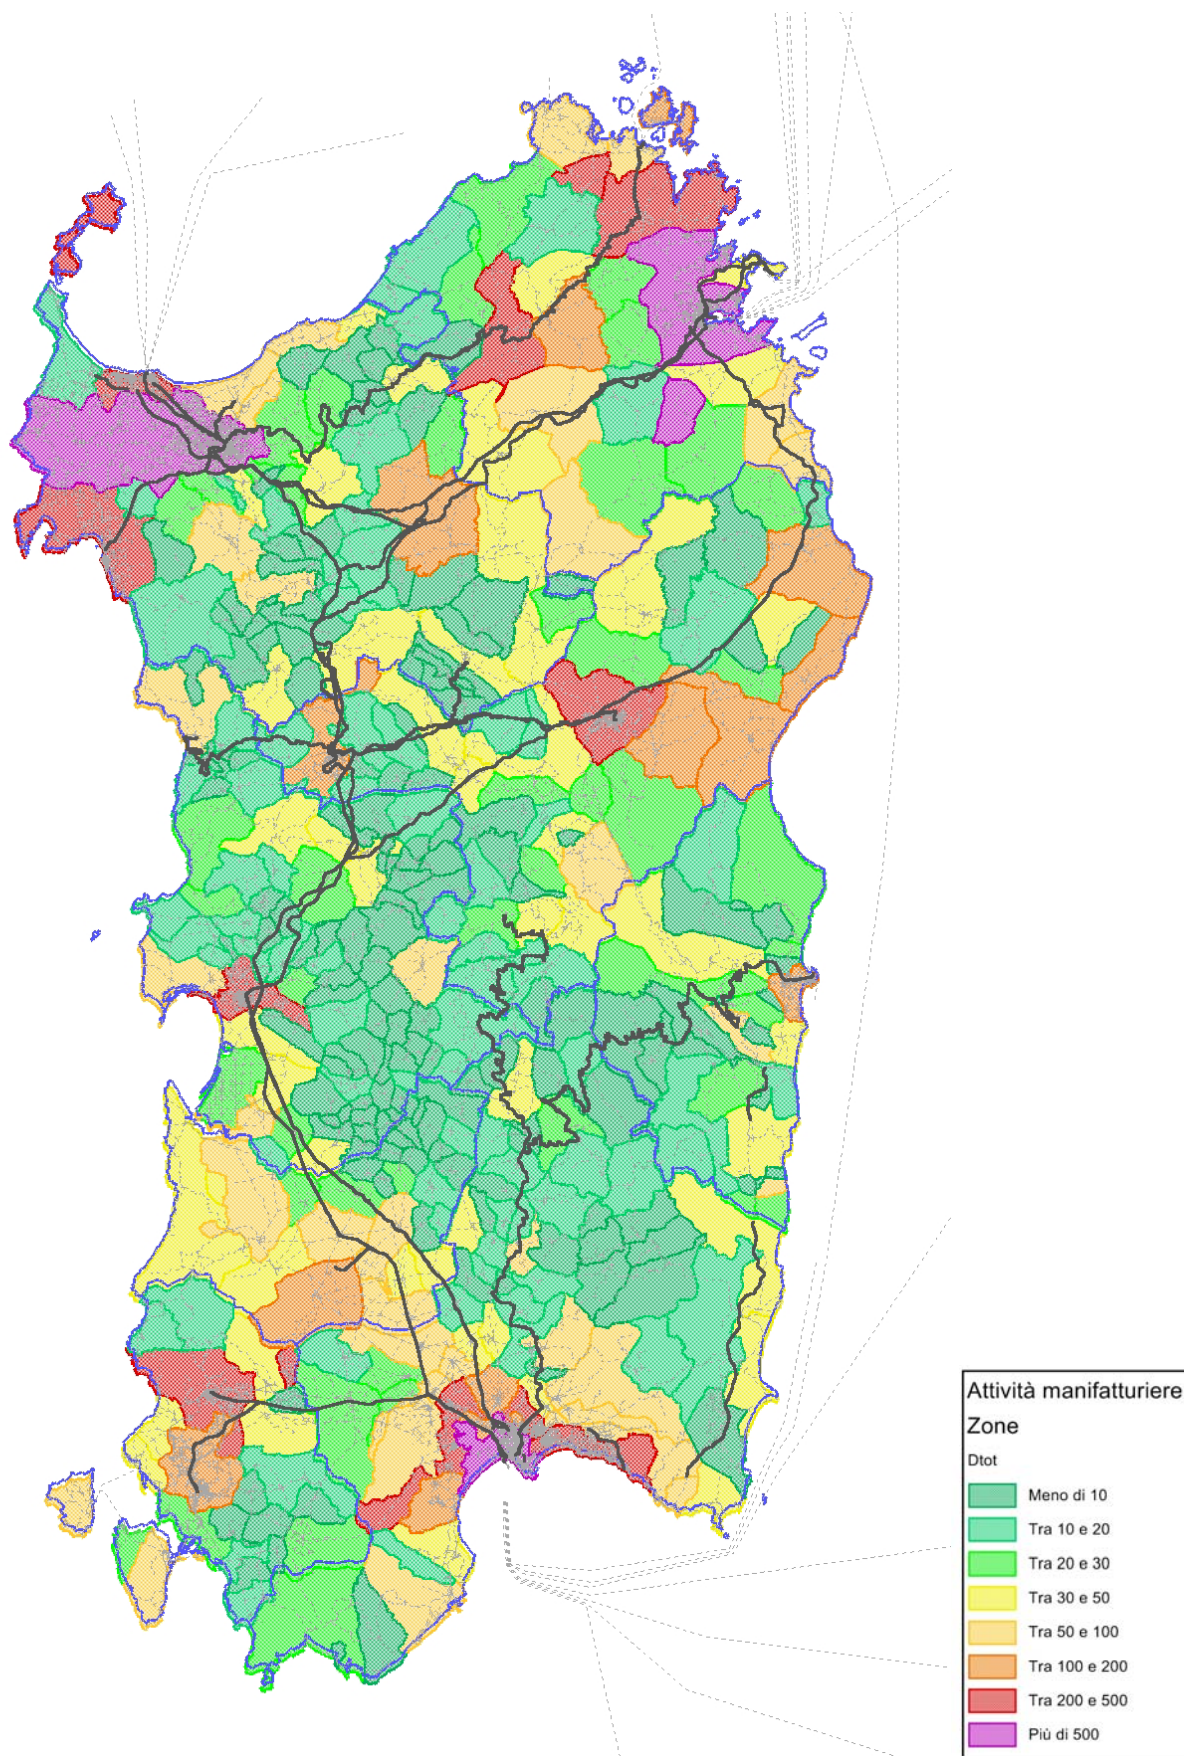 Attività manifatturiere
Zone
Dtot
Meno di 10
Tra 10 e 20
Tra 20 e 30
Tra 30 e 50
Tra 50 e 100
Tra 100 e 200
Tra 200 e 500
Più di 500